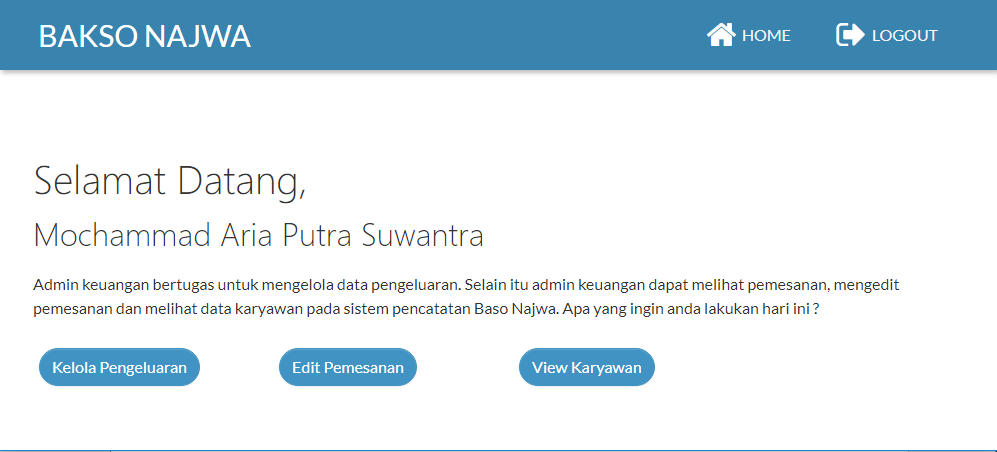 BAKSO NAJWA
HOME
LOGOUT
Selamat Datang,
Mochammad Aria Putra Suwantra
Admin keuangan bertugas untuk mengelola data pengeluaran. Selain itu admin keuangan dapat melihat pemesanan, mengedit
pemesanan dan melihat data karyawan pada sistem pencatatan Baso Najwa. Apa yang ingin anda lakukan hari ini ?
Kelola Pengeluaran
Edit Pemesanan
View Karyawan